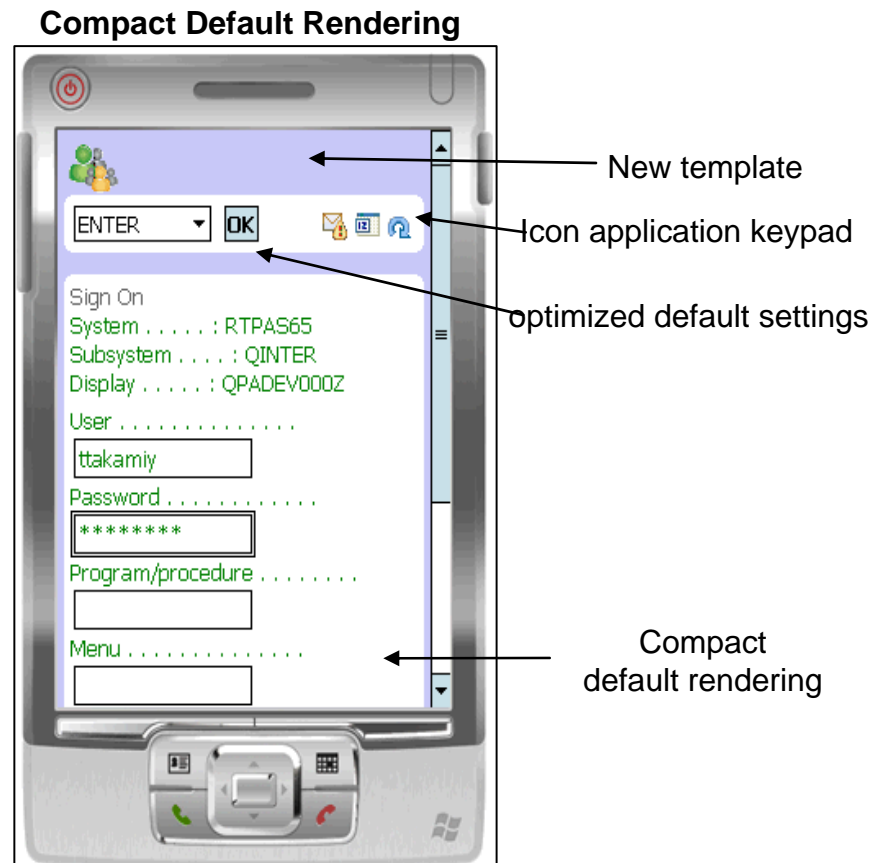 Compact Default Rendering
New template
ENTER OK
Icon application keypad
optimized default settings
Sign On
System . . . . . : RTPAS65
Subsystem . . . . : QINTER
Display . . . . . : QPADEV000Z
User . . . . . . . . . . . . . .
ttakamiy
Password . . . . . . . . . . . .
********
Program/procedure . . . . . . . .
Menu . . . . . . . . . . . . . .
Compact
default rendering